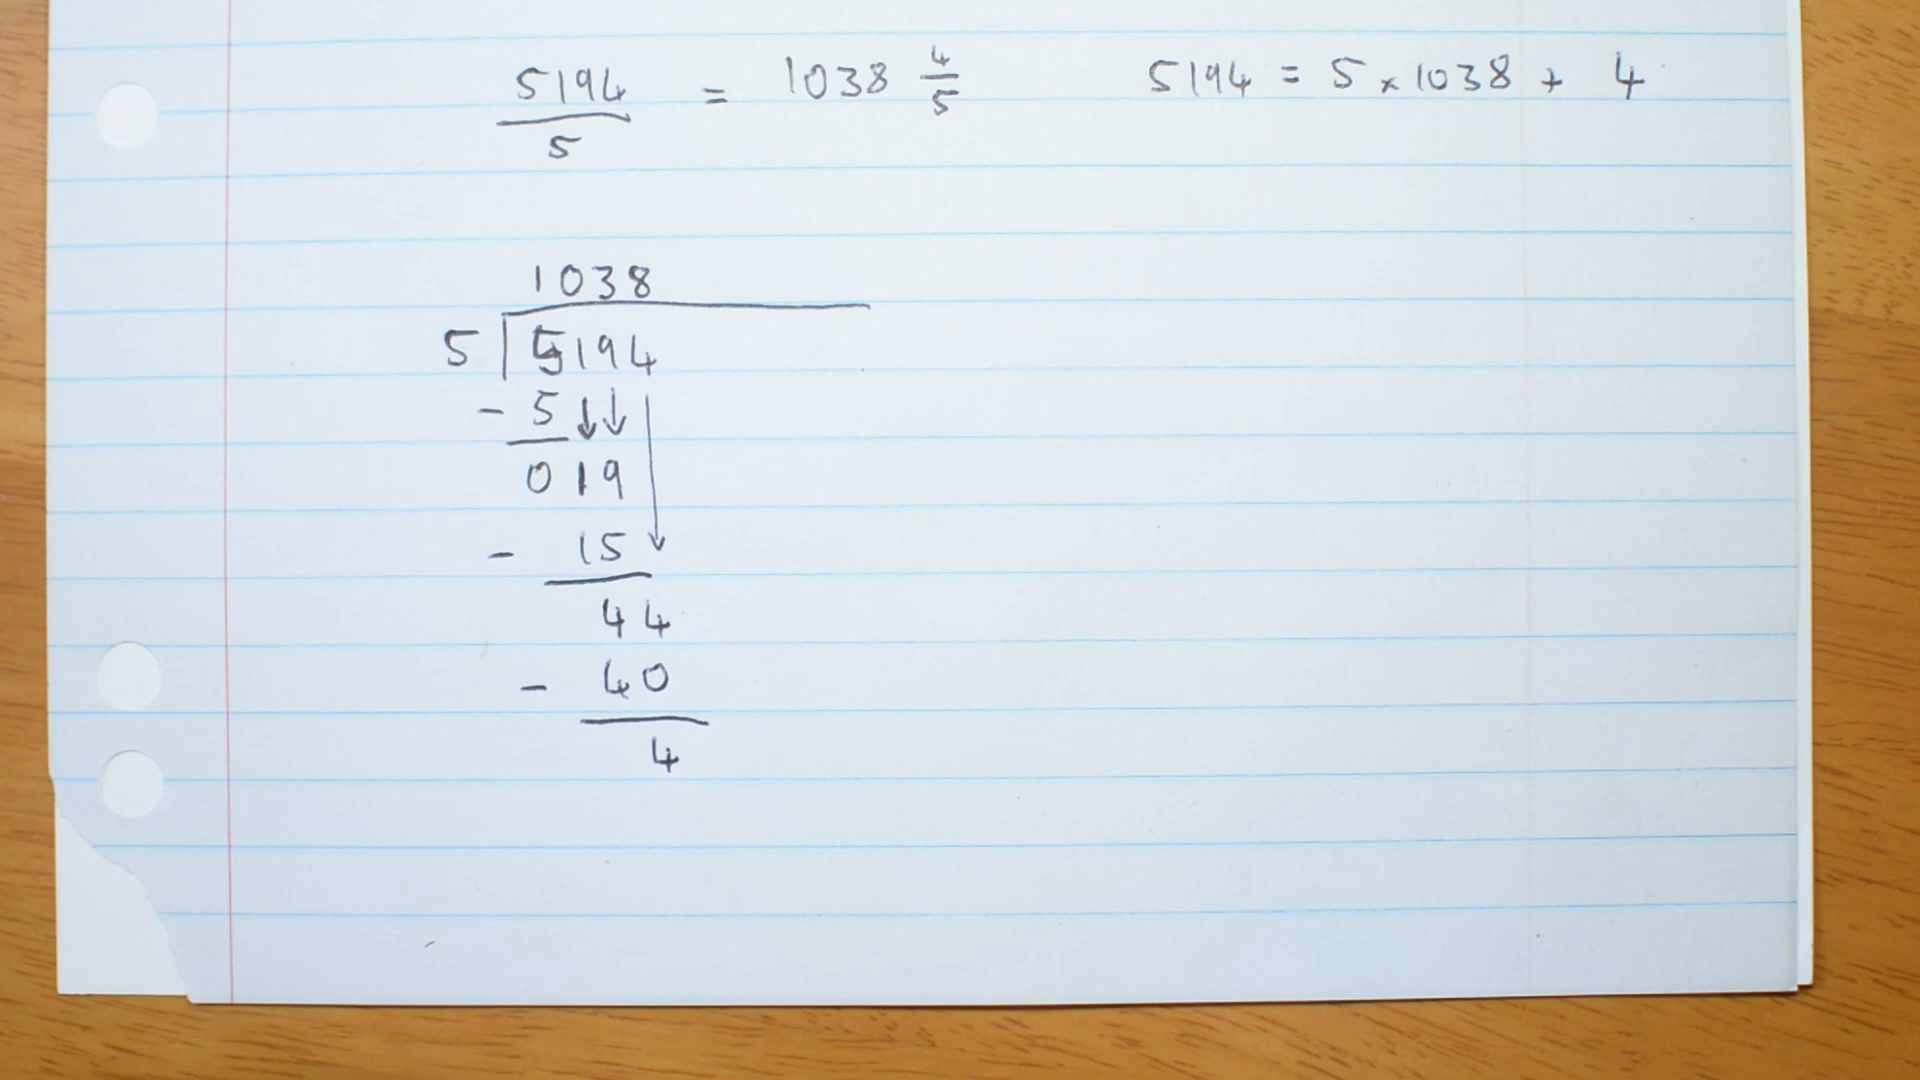 5194/5 = 1038 4/5    5194 = 5 x 1038 + 4
1038
5 | 5194
- 5 ↓↓
019
- 15
44
- 40
4